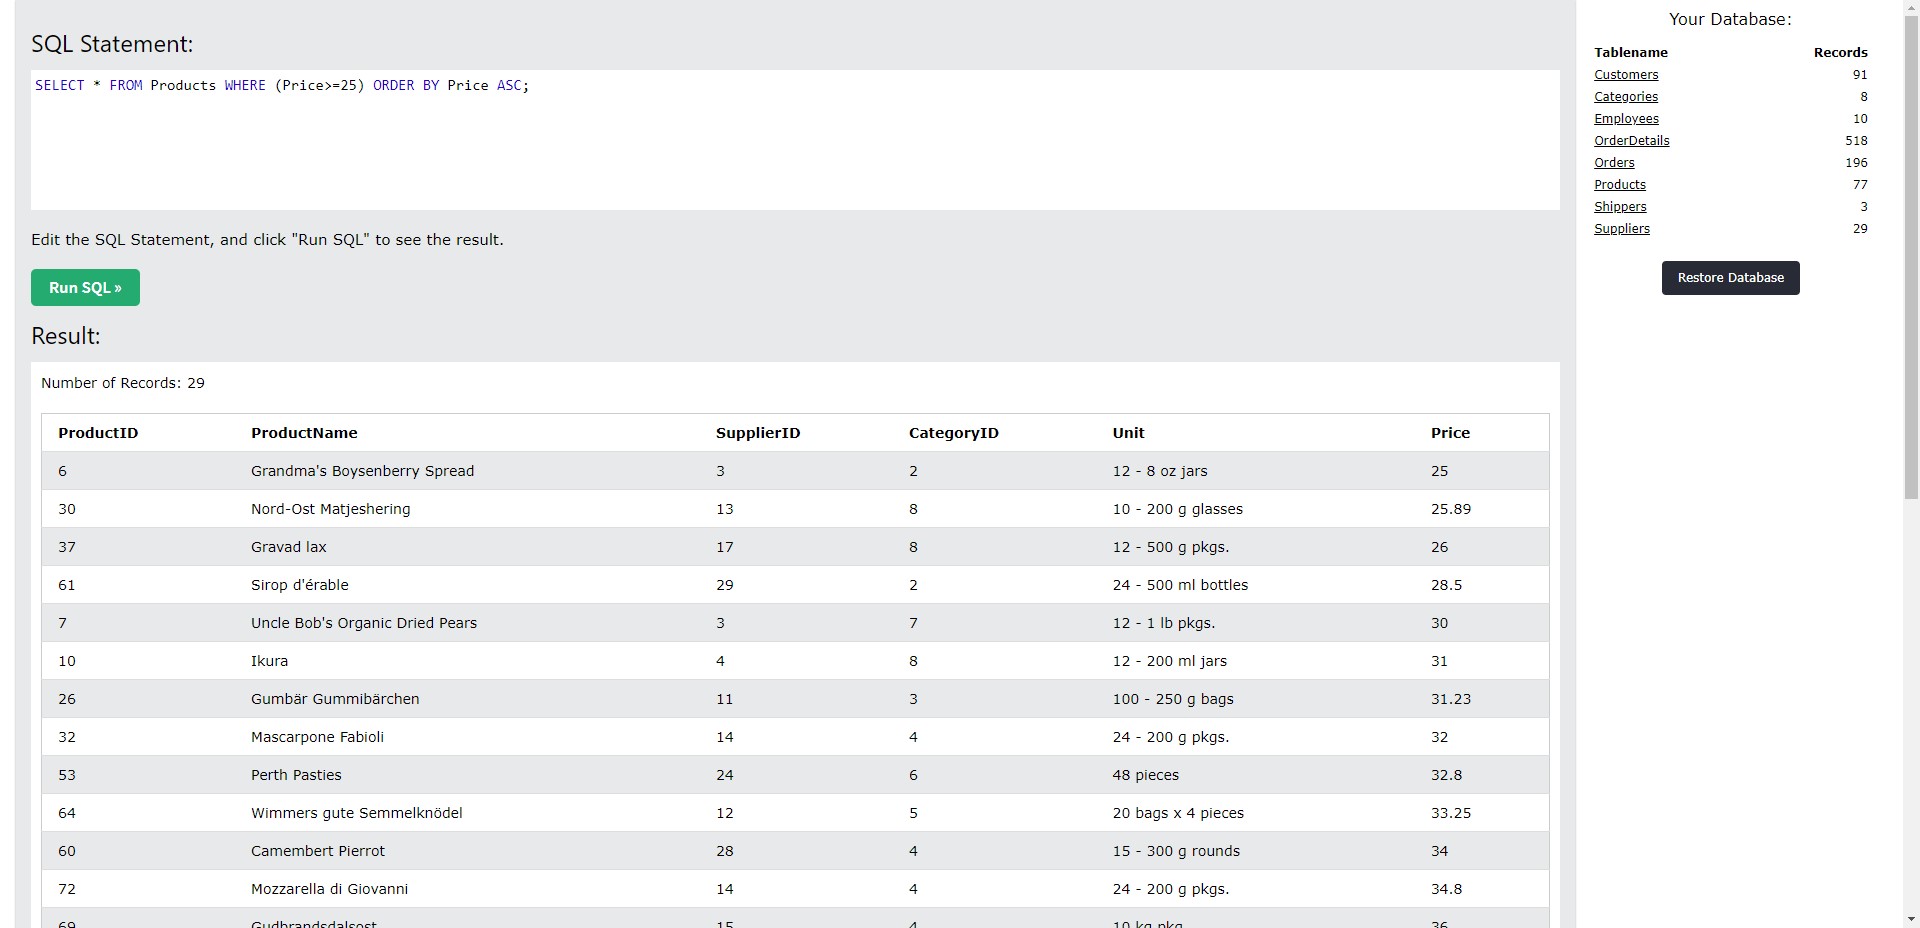 SQL Statement:
SELECT * FROM Products WHERE (Price>=25) ORDER BY Price ASC;
Edit the SQL Statement, and click "Run SQL" to see the result.
Run SQL »
Result:
Number of Records: 29
ProductID ProductName SupplierID CategoryID Unit Price
6 Grandma's Boysenberry Spread 3 2 12 - 8 oz jars 25
30 Nord-Ost Matjeshering 13 8 10 - 200 g glasses 25.89
37 Gravad lax 17 8 12 - 500 g pkgs. 26
61 Sirop d'érable 29 2 24 - 500 ml bottles 28.5
7 Uncle Bob's Organic Dried Pears 3 7 12 - 1 lb pkgs. 30
10 Ikura 4 8 12 - 200 ml jars 31
26 Gumbär Gummibärchen 11 3 100 - 250 g bags 31.23
32 Mascarpone Fabioli 14 4 24 - 200 g pkgs. 32
53 Perth Pasties 24 6 48 pieces 32.8
64 Wimmers gute Semmelknödel 12 5 20 bags x 4 pieces 33.25
60 Camembert Pierrot 28 4 15 - 300 g rounds 34
72 Mozzarella di Giovanni 14 4 24 - 200 g pkgs. 34.8
69 Gudbrandsdalsost 15 4 10 kg pkg. 36
Your Database:
Tablename Records
Customers 91
Categories 8
Employees 10
OrderDetails 518
Orders 196
Products 77
Shippers 3
Suppliers 29
Restore Database